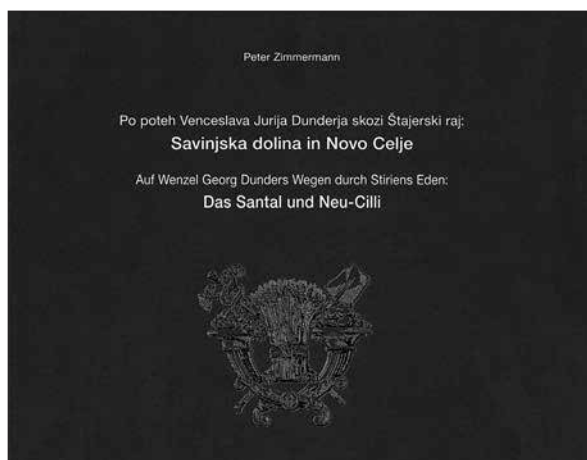 Peter Zimmermann
Po poteh Venceslava Jurija Dunderja skozi Štajerski raj:
Savinjska dolina in Novo Celje
Auf Wenzel Georg Dunders Wegen durch Stiriens Eden:
Das Santal und Neu-Cilli